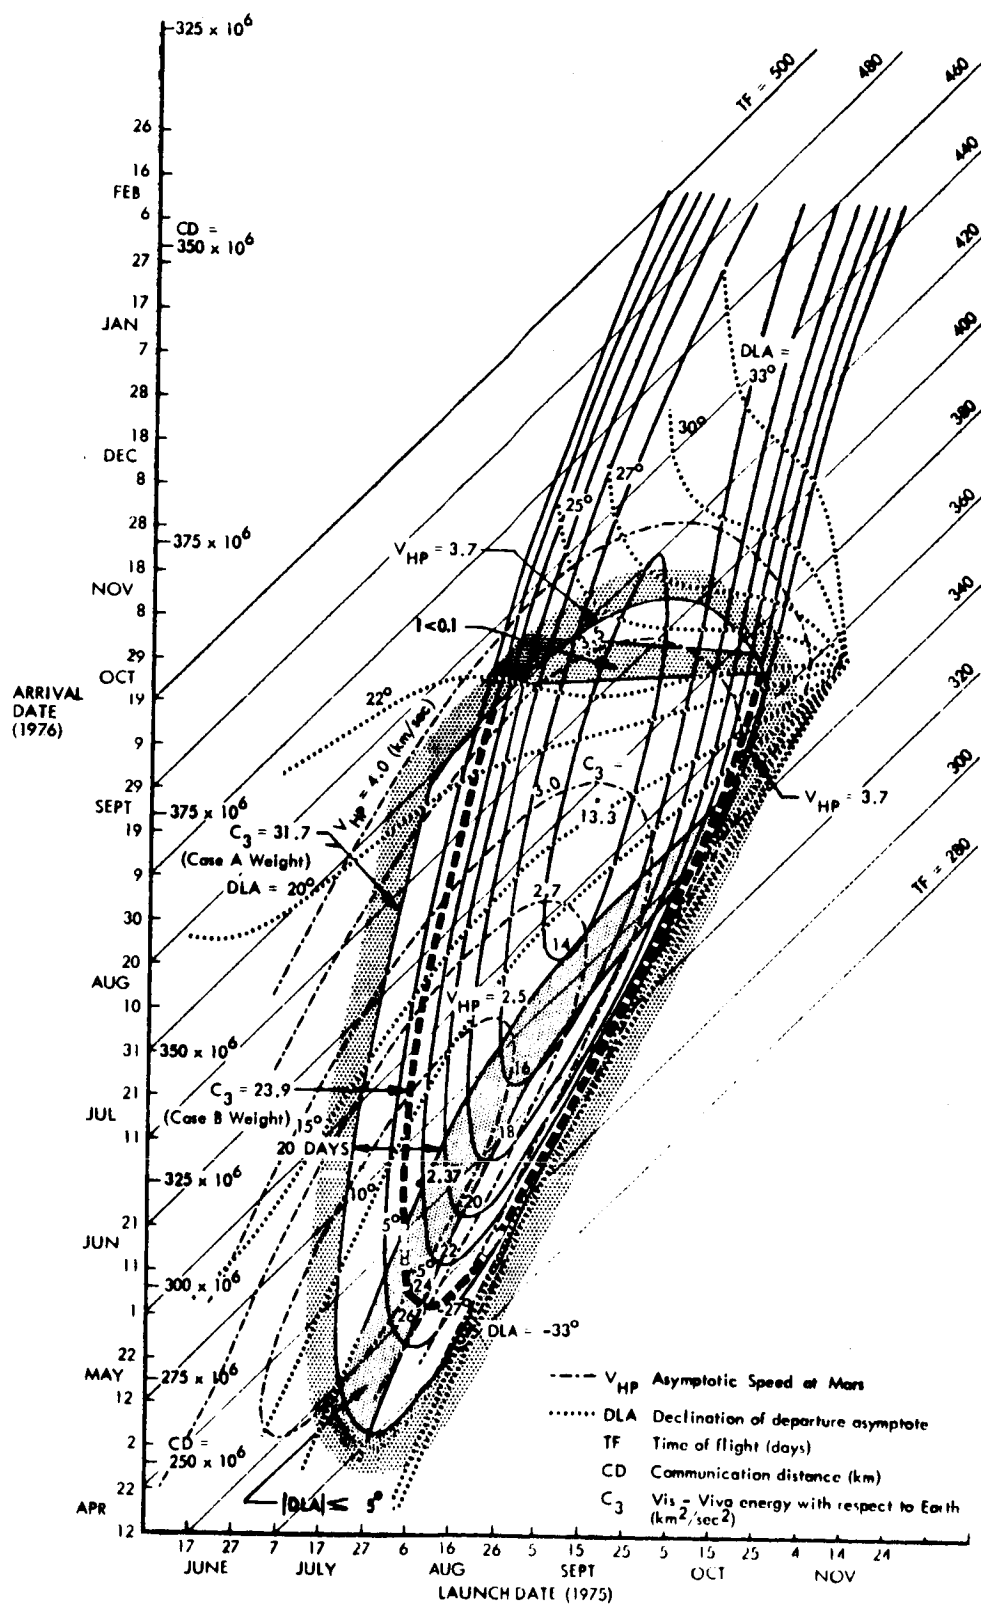 325 x 10⁶
TF = 500
480
460
440
420
400
380
360
340
320
300
TF = 280
26
16
FEB
6
CD =
350 x 10⁶
27
17
JAN
7
28
18
DEC
8
28
375 x 10⁶
18
NOV
8
29
OCT
19
ARRIVAL
DATE
(1976)
9
29
SEPT
375 x 10⁶
19
9
30
20
AUG
10
31
350 x 10⁶
21
JUL
11
325 x 10⁶
21
JUN
11
300 x 10⁶
1
22
MAY
275 x 10⁶
12
CD =
2
250 x 10⁶
22
APR
12
DLA =
33°
30°
27°
25°
V_HP = 3.7
I<0.1
3.5
22°
V_HP = 4.0 (km/sec)
C₃ =
3.0
13.3
V_HP = 3.7
C₃ = 31.7
(Case A Weight)
DLA = 20°
2.7
14
V_HP = 2.5
16
C₃ = 23.9
(Case B Weight)
15°
18
20 DAYS
2.37
10°
20
5°
22
-5°
24
-27°
26
DLA = -33°
|DLA| ≤ 5°
V_HP Asymptotic Speed at Mars
DLA Declination of departure asymptote
TF Time of flight (days)
CD Communication distance (km)
C₃ Vis - Viva energy with respect to Earth
(km²/sec²)
17 27 7 17 27 6 16 26 5 15 25 5 15 25 4 14 24
JUNE JULY AUG SEPT OCT NOV
LAUNCH DATE (1975)